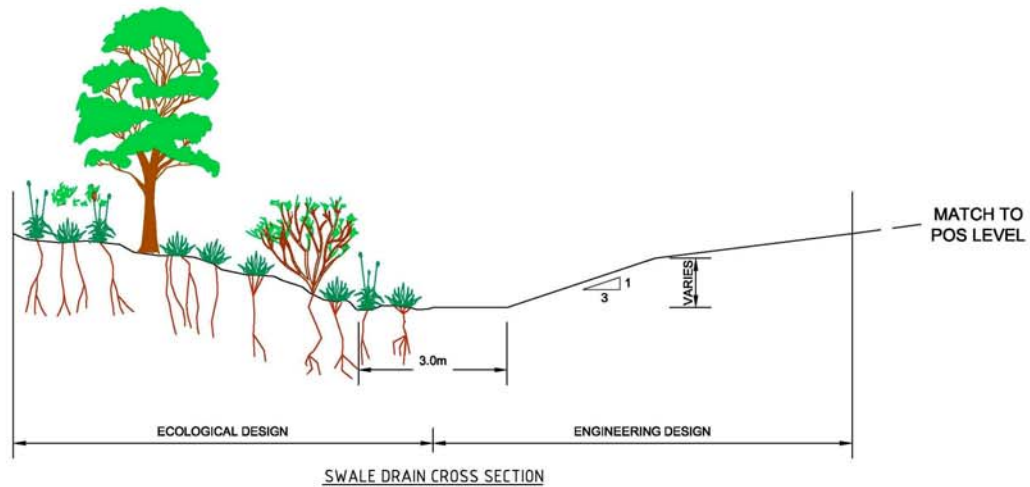 MATCH TO
POS LEVEL
VARIES
1
3
3.0m
ECOLOGICAL DESIGN
ENGINEERING DESIGN
SWALE DRAIN CROSS SECTION